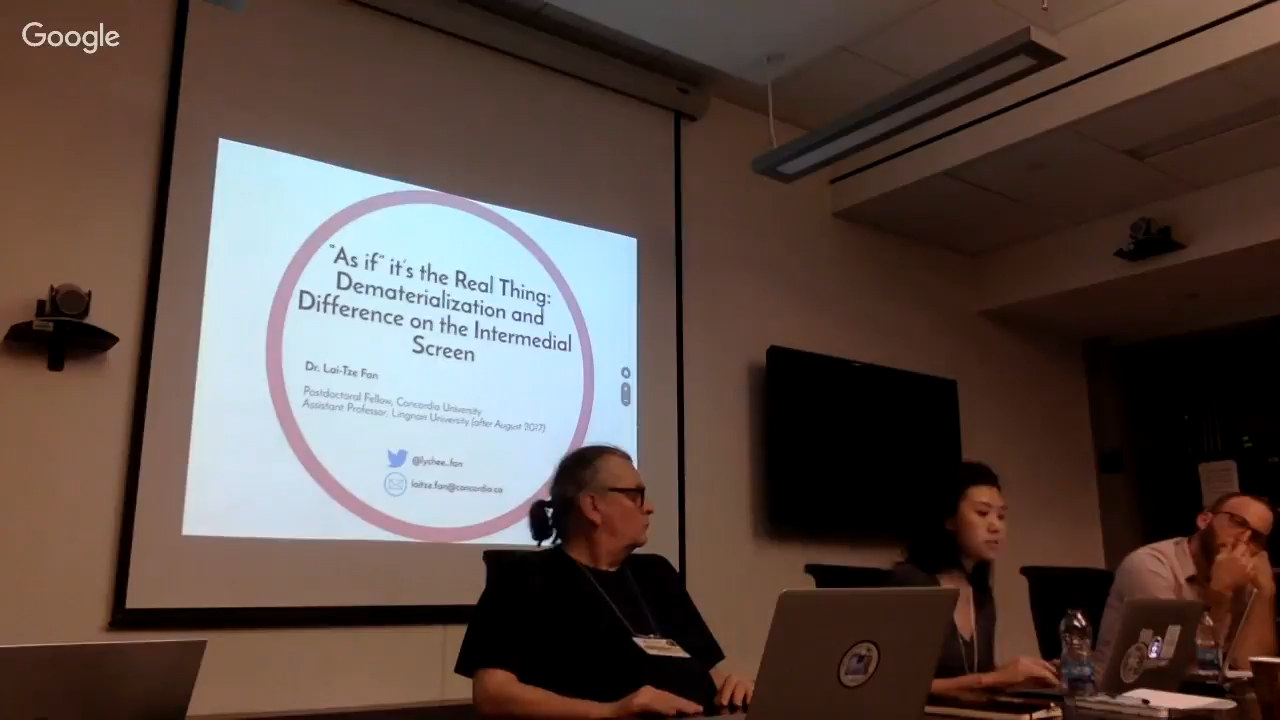 Google
"As if" it's the Real Thing:
Dematerialization and
Difference on the Intermedial
Screen
Dr. Lai-Tze Fan
Postdoctoral Fellow, Concordia University
Assistant Professor, Lingnan University (after August 2017)
@lychee_fan
laitze.fan@concordia.ca